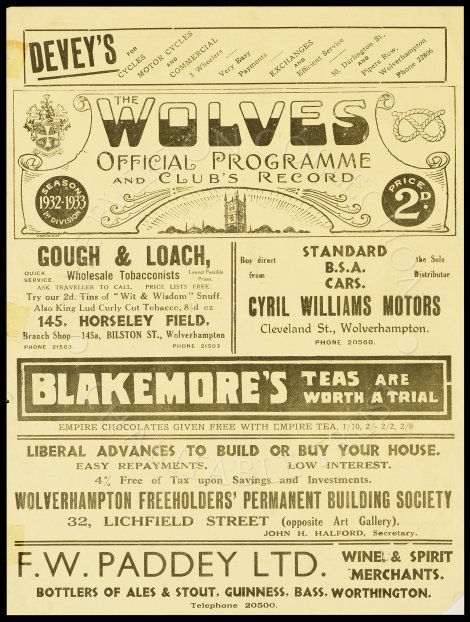 DEVEY'S FOR CYCLES MOTOR CYCLES AND COMMERCIAL 3 Wheelers — Very Easy Payments EXCHANGES AND Efficient Service — 50, Darlington St. AND Pipers Row, Wolverhampton Phone 22806
THE
WOLVES
OFFICIAL PROGRAMME
AND CLUB'S RECORD
SEASON
1932-1933
1st DIVISION
PRICE
2D.
COPYRIGHT
GOUGH & LOACH,
QUICK SERVICE. Wholesale Tobacconists Lowest Possible Prices.
ASK TRAVELLER TO CALL. PRICE LISTS FREE.
Try our 2d. Tins of "Wit & Wisdom" Snuff.
Also King Lud Curly Cut Tobacco, 8½d oz
145, HORSELEY FIELD,
Branch Shop—145a, BILSTON ST., Wolverhampton
PHONE 21503 PHONE 21503
STANDARD
Buy direct B.S.A. the Sole
from CARS. Distributor
CYRIL WILLIAMS MOTORS
Cleveland St., Wolverhampton.
PHONE 20560.
BLAKEMORE'S TEAS ARE WORTH A TRIAL
EMPIRE CHOCOLATES GIVEN FREE WITH EMPIRE TEA, 1/10, 2/- 2/2, 2/8
LIBERAL ADVANCES TO BUILD OR BUY YOUR HOUSE.
EASY REPAYMENTS. LOW INTEREST.
4% Free of Tax upon Savings and Investments.
WOLVERHAMPTON FREEHOLDERS' PERMANENT BUILDING SOCIETY
32, LICHFIELD STREET (opposite Art Gallery).
JOHN H. HALFORD, Secretary.
F.W. PADDEY LTD. WINE & SPIRIT MERCHANTS.
BOTTLERS OF ALES & STOUT, GUINNESS, BASS, WORTHINGTON.
Telephone 20500.